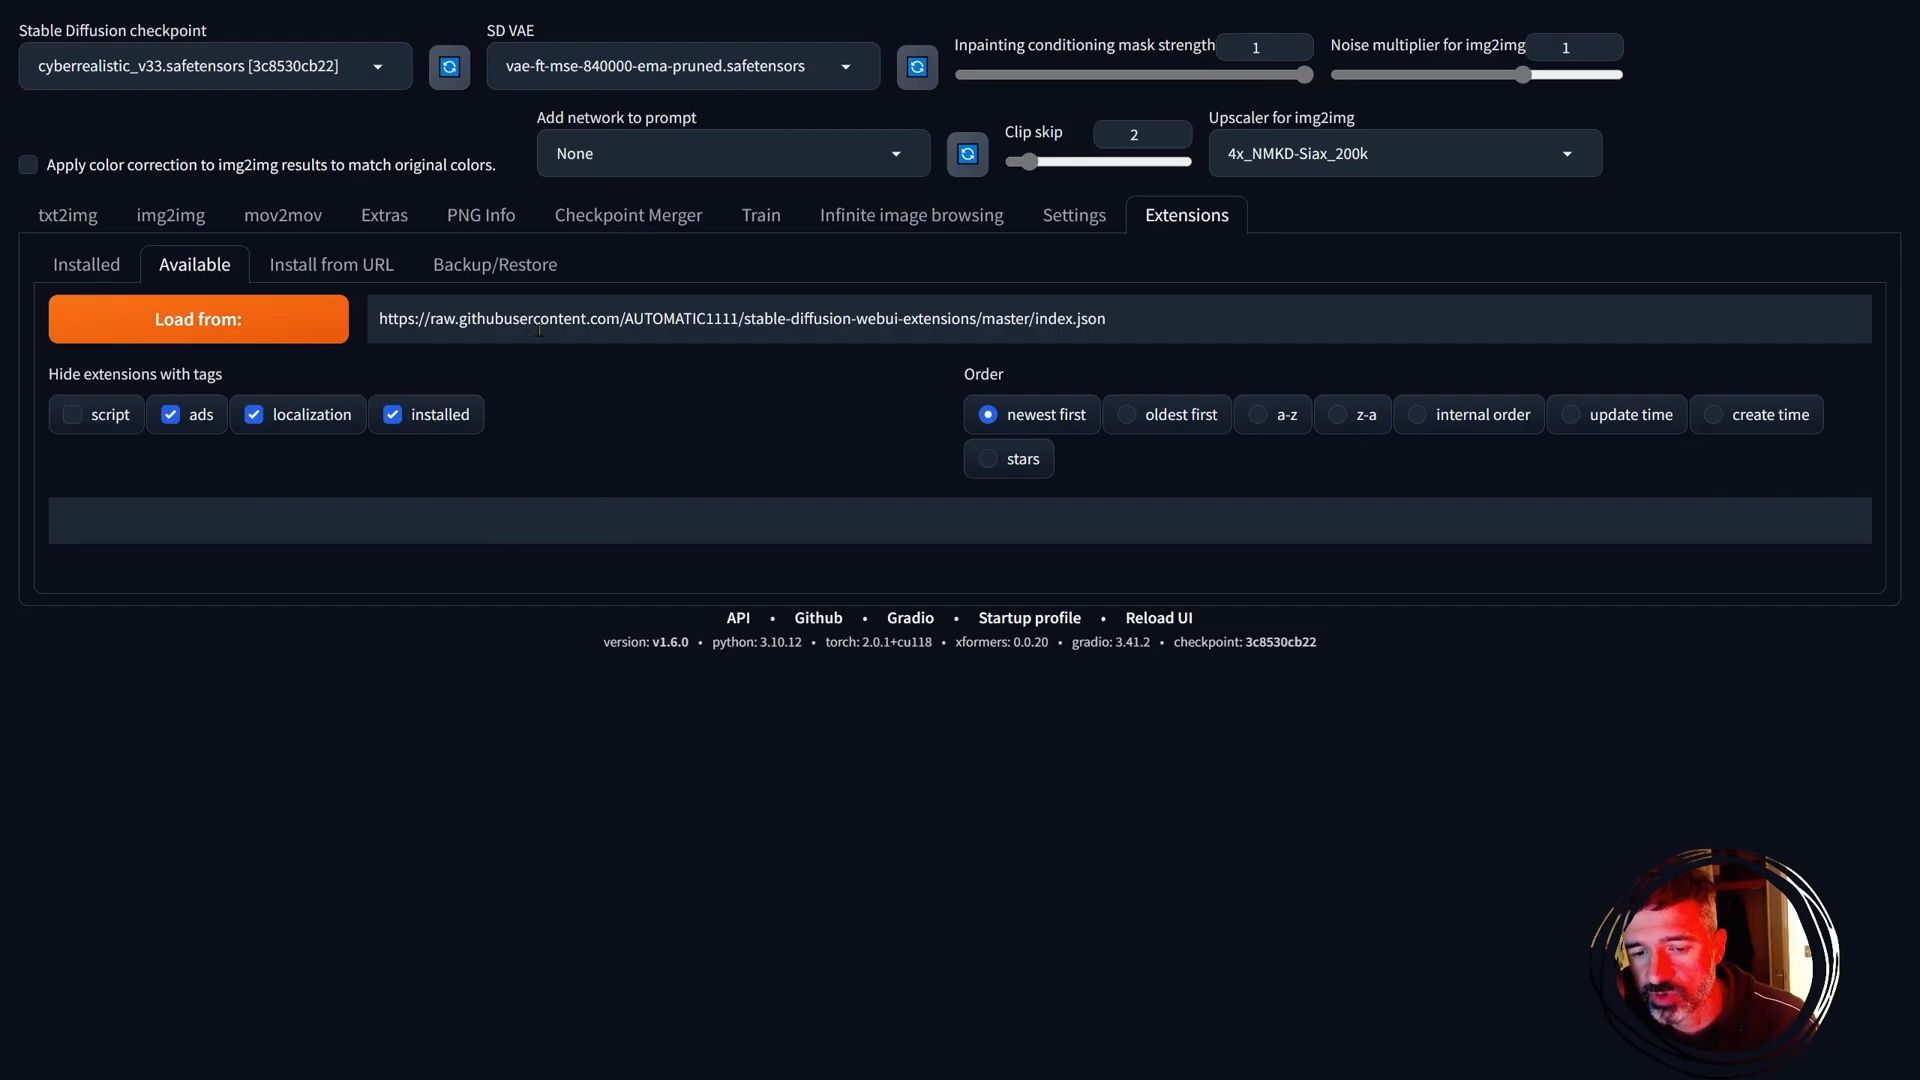 Stable Diffusion checkpoint
cyberrealistic_v33.safetensors [3c8530cb22]
SD VAE
vae-ft-mse-840000-ema-pruned.safetensors
Inpainting conditioning mask strength 1
Noise multiplier for img2img 1
Apply color correction to img2img results to match original colors.
Add network to prompt
None
Clip skip 2
Upscaler for img2img
4x_NMKD-Siax_200k
txt2img img2img mov2mov Extras PNG Info Checkpoint Merger Train Infinite image browsing Settings Extensions
Installed Available Install from URL Backup/Restore
Load from: https://raw.githubusercontent.com/AUTOMATIC1111/stable-diffusion-webui-extensions/master/index.json
Hide extensions with tags
script ads localization installed
Order
newest first oldest first a-z z-a internal order update time create time
stars
API • Github • Gradio • Startup profile • Reload UI
version: v1.6.0 • python: 3.10.12 • torch: 2.0.1+cu118 • xformers: 0.0.20 • gradio: 3.41.2 • checkpoint: 3c8530cb22